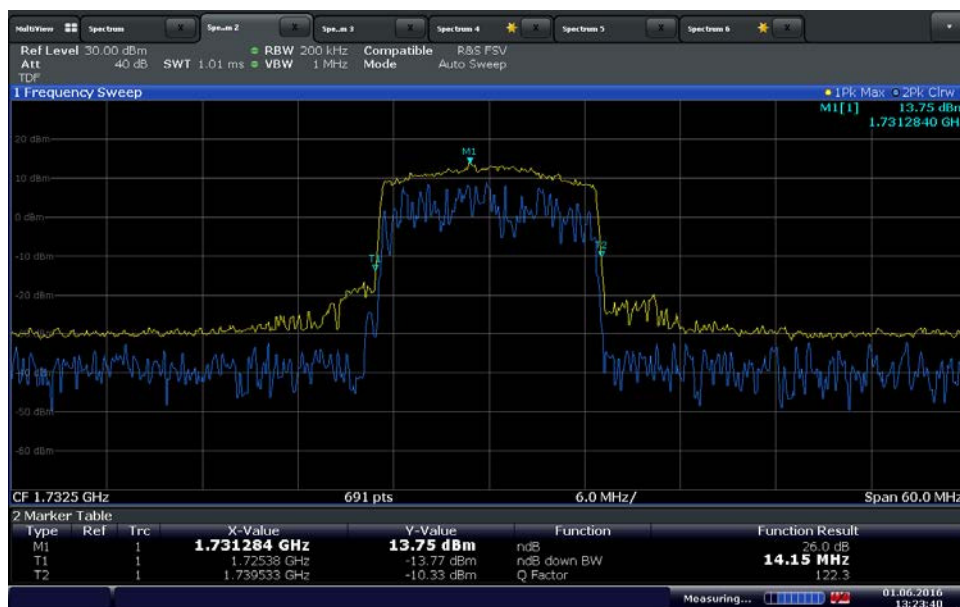 MultiView Spectrum X Spe...m 2 X Spe...m 3 X Spectrum 4 X Spectrum 5 X Spectrum 6 X
Ref Level 30.00 dBm RBW 200 kHz Compatible R&S FSV
Att 40 dB SWT 1.01 ms VBW 1 MHz Mode Auto Sweep
TDF
1 Frequency Sweep 1Pk Max 2Pk Clrw
M1[1] 13.75 dBm
1.7312840 GH
20 dBm
M1
10 dBm
0 dBm
T2
-10 dBm
T1
-20 dBm
-50 dBm
-60 dBm
CF 1.7325 GHz 691 pts 6.0 MHz/ Span 60.0 MHz
2 Marker Table
Type Ref Trc X-Value Y-Value Function Function Result
M1 1 1.731284 GHz 13.75 dBm ndB 26.0 dB
T1 1 1.72538 GHz -13.77 dBm ndB down BW 14.15 MHz
T2 1 1.739533 GHz -10.33 dBm Q Factor 122.3
Measuring... 01.06.2016
13:23:40